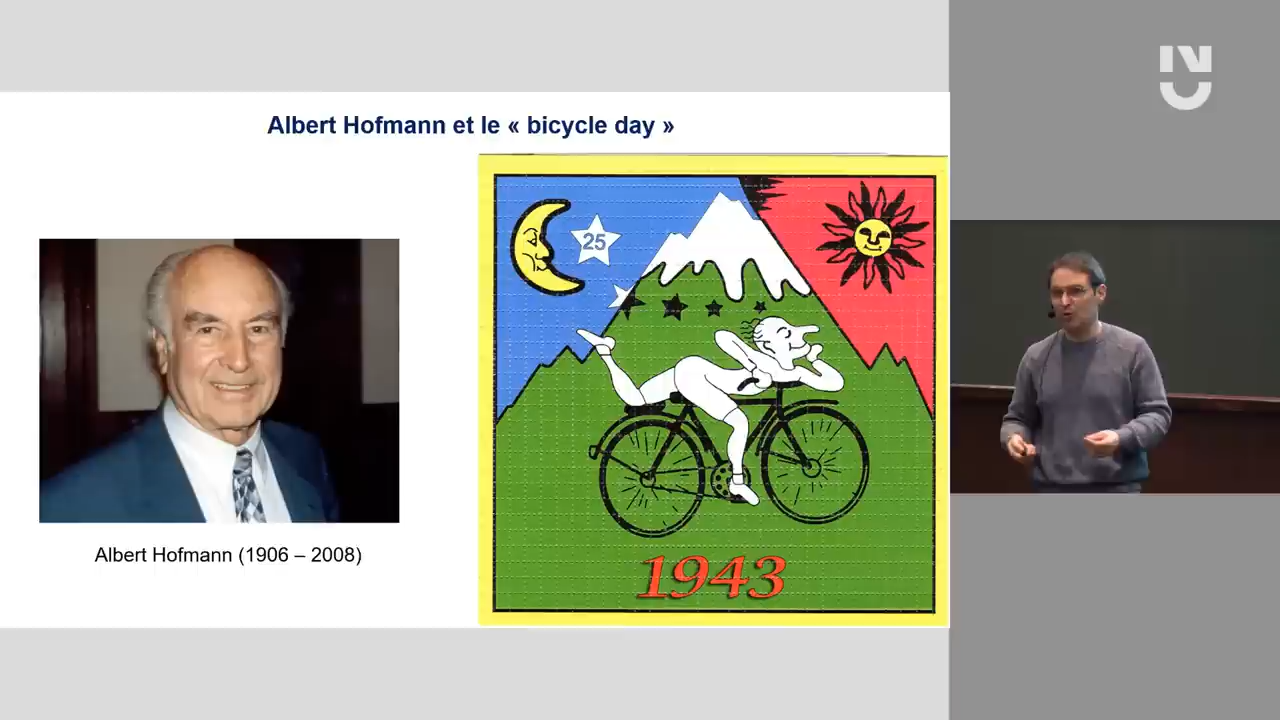 Albert Hofmann et le « bicycle day »
25
1943
Albert Hofmann (1906 – 2008)